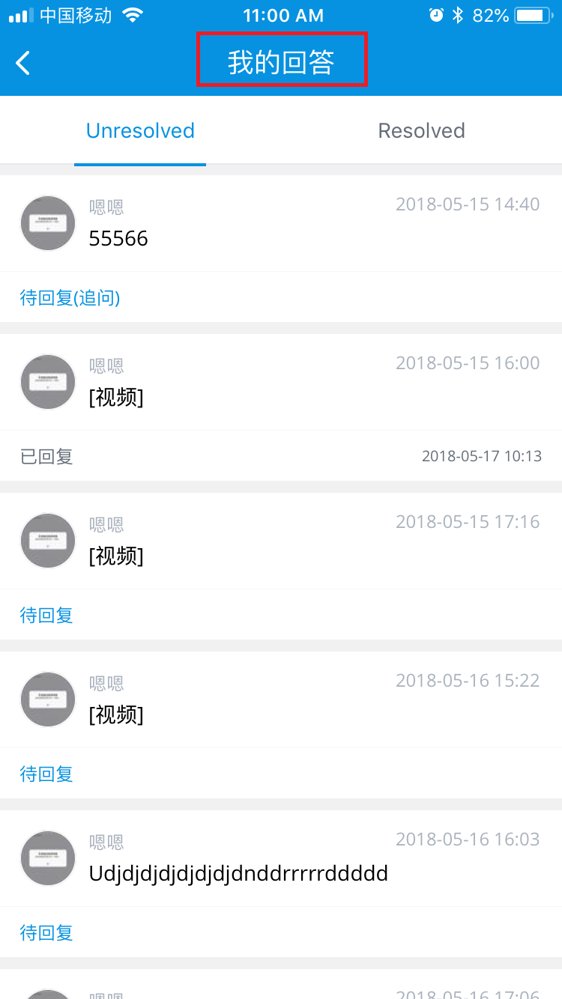 中国移动 11:00 AM 82%
我的回答
Unresolved Resolved
嗯嗯 2018-05-15 14:40
55566
待回复(追问)
嗯嗯 2018-05-15 16:00
[视频]
已回复 2018-05-17 10:13
嗯嗯 2018-05-15 17:16
[视频]
待回复
嗯嗯 2018-05-16 15:22
[视频]
待回复
嗯嗯 2018-05-16 16:03
Udjdjdjdjdjdjdjdnddrrrrrddddd
待回复
嗯嗯 2018-05-16 17:06